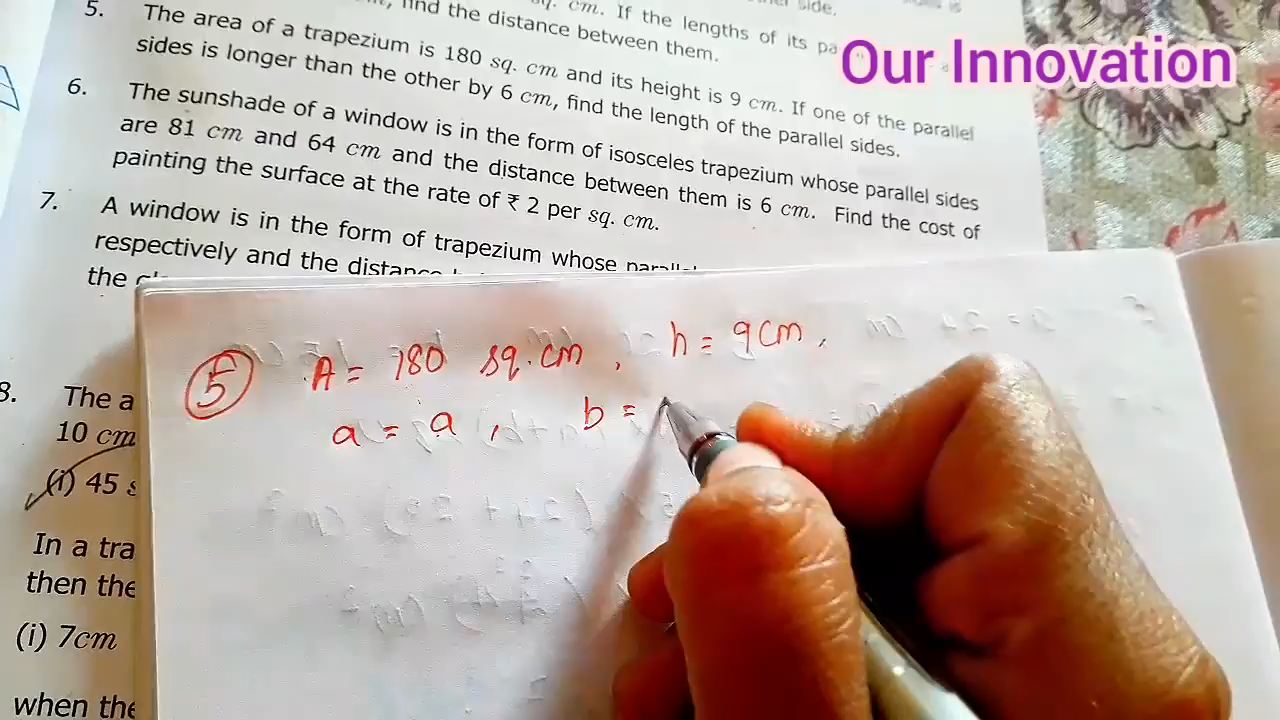 sq. cm. If the lengths of its
side.
find the distance between them.
Our Innovation
5. The area of a trapezium is 180 sq. cm and its height is 9 cm. If one of the parallel
sides is longer than the other by 6 cm, find the length of the parallel sides.
6. The sunshade of a window is in the form of isosceles trapezium whose parallel sides
are 81 cm and 64 cm and the distance between them is 6 cm. Find the cost of
painting the surface at the rate of ₹ 2 per sq. cm.
7. A window is in the form of trapezium whose
respectively and the distance
the
5 A = 180 sq.cm , h = 9cm,
a = a , b =
8. The a
10 cm
(i) 45 s
In a tra
then the
(i) 7cm
when the